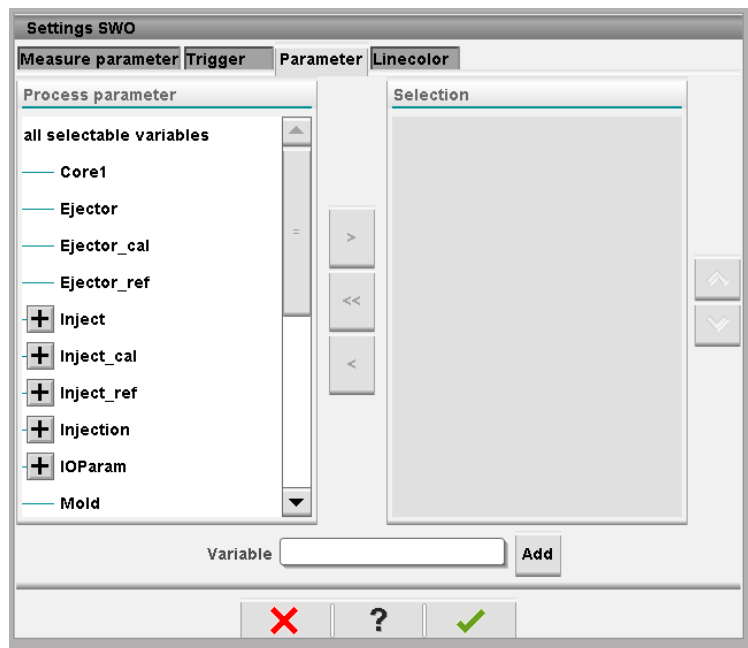 Settings SWO
Measure parameter Trigger Parameter Linecolor
Process parameter
Selection
all selectable variables
Core1
Ejector
Ejector_cal
Ejector_ref
Inject
Inject_cal
Inject_ref
Injection
IOParam
Mold
>
<<
<
Variable
Add
?